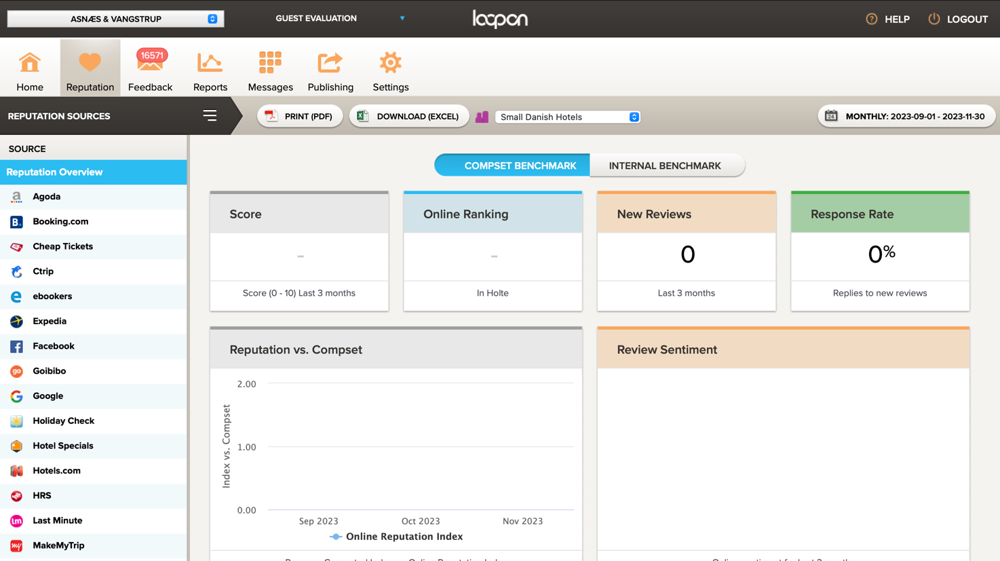 ASNÆS & VANGSTRUP
GUEST EVALUATION
loopon
? HELP
LOGOUT
Home
Reputation
16571
Feedback
Reports
Messages
Publishing
Settings
REPUTATION SOURCES
PRINT (PDF)
DOWNLOAD (EXCEL)
Small Danish Hotels
24
MONTHLY: 2023-09-01 - 2023-11-30
SOURCE
Reputation Overview
a Agoda
B. Booking.com
Cheap Tickets
Ctrip
e ebookers
Expedia
f Facebook
go Goibibo
G Google
Holiday Check
Hotel Specials
H Hotels.com
HRS
lm Last Minute
my MakeMyTrip
COMPSET BENCHMARK
INTERNAL BENCHMARK
Score
–
Score (0 - 10) Last 3 months
Online Ranking
–
In Holte
New Reviews
0
Last 3 months
Response Rate
0%
Replies to new reviews
Reputation vs. Compset
Index vs. Compset
2.00
1.00
0.00
Sep 2023
Oct 2023
Nov 2023
Online Reputation Index
Review Sentiment